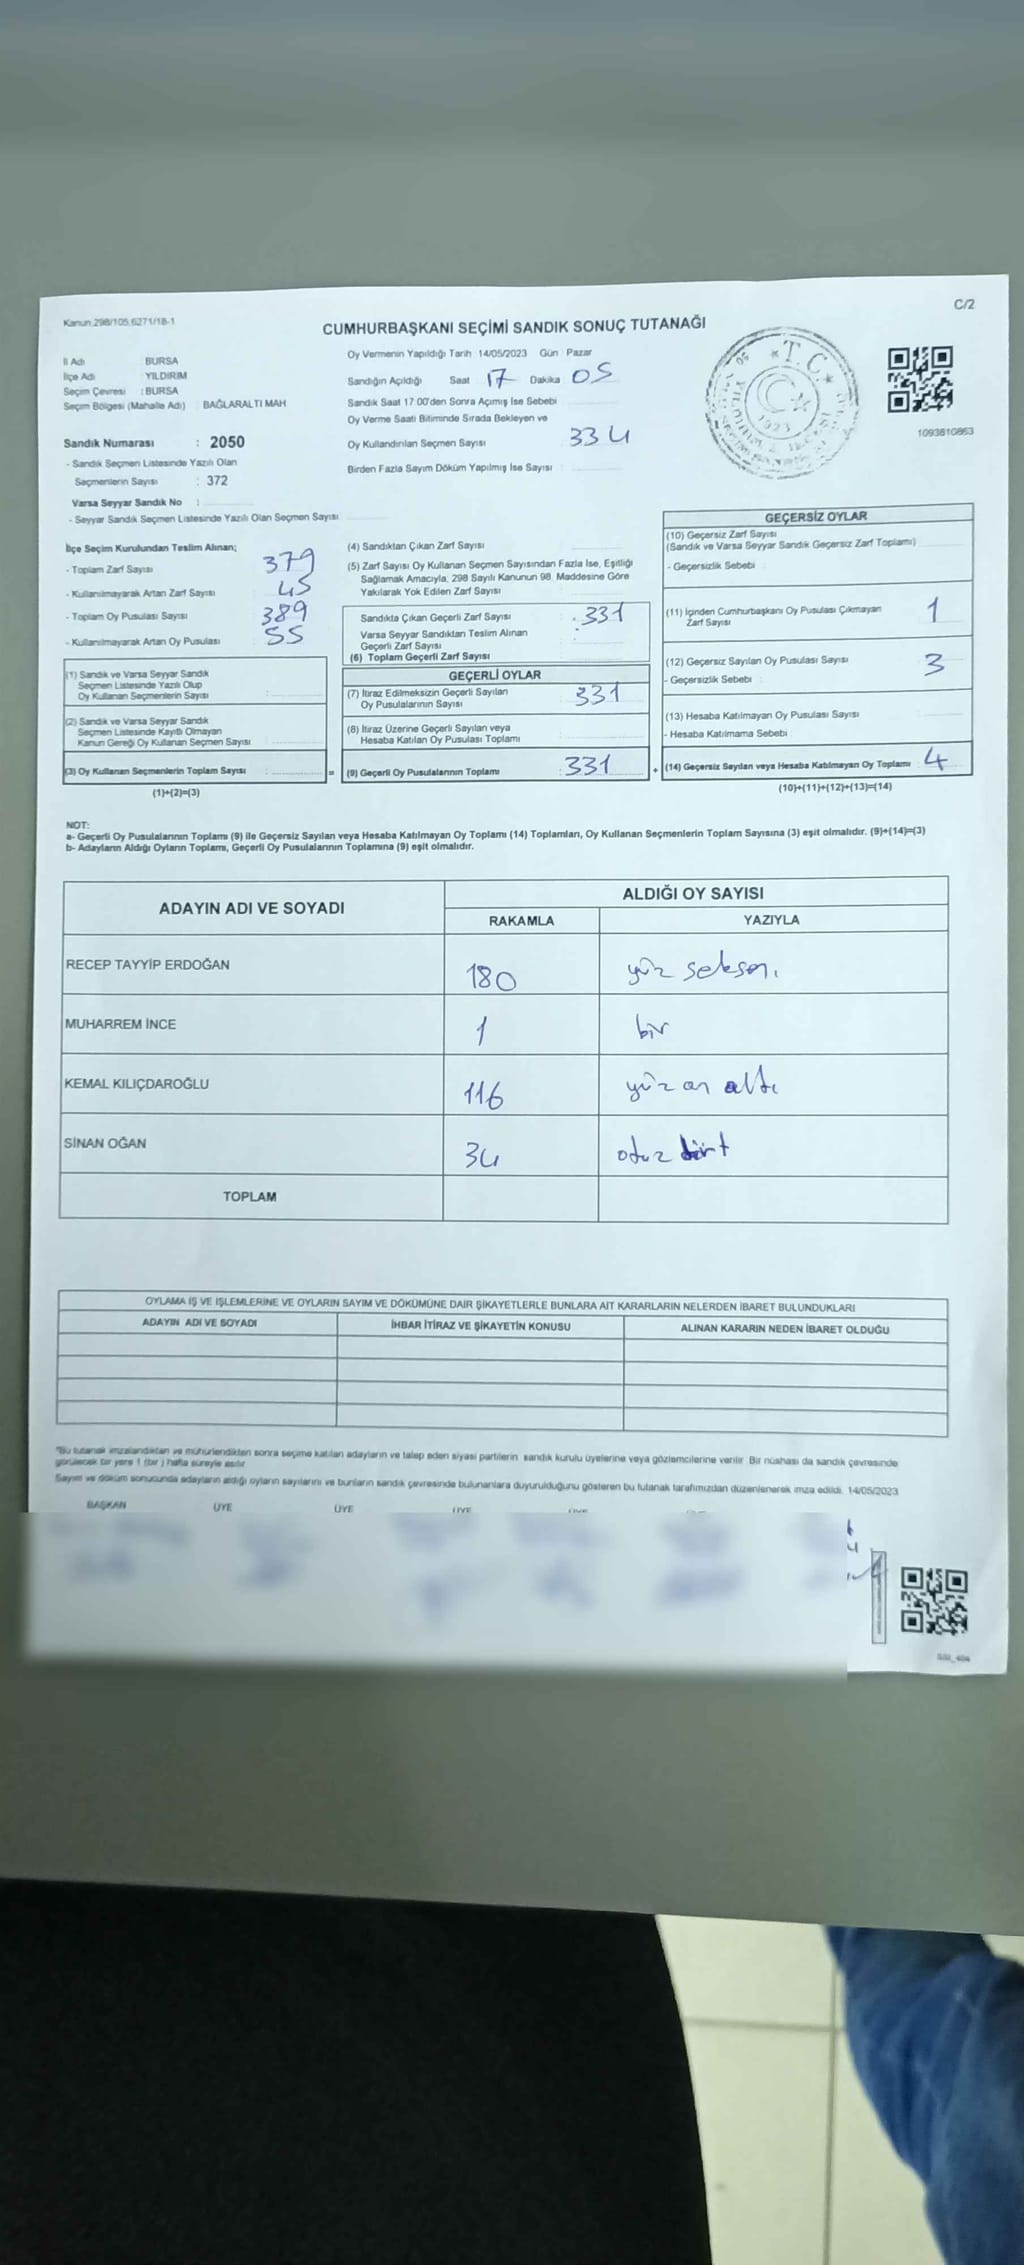 Kanun 298/105,6271/18-1
C/2
CUMHURBAŞKANI SEÇİMİ SANDIK SONUÇ TUTANAĞI
İl Adı : BURSA
İlçe Adı : YILDIRIM
Seçim Çevresi : BURSA
Seçim Bölgesi (Mahalle Adı) : BAĞLARALTI MAH
Sandık Numarası : 2050
- Sandık Seçmen Listesinde Yazılı Olan
Seçmenlerin Sayısı : 372
Varsa Seyyar Sandık No :
- Seyyar Sandık Seçmen Listesinde Yazılı Olan Seçmen Sayısı
Oy Vermenin Yapıldığı Tarih : 14/05/2023 Gün : Pazar
Sandığın Açıldığı Saat 17 Dakika : 05
Sandık Saat 17:00'den Sonra Açımış İse Sebebi
Oy Verme Saati Bitiminde Sırada Bekleyen ve
Oy Kullandırılan Seçmen Sayısı 334
Birden Fazla Sayım Döküm Yapılmış İse Sayısı :
T.C.
1923
1093810863
İlçe Seçim Kurulundan Teslim Alınan;
- Toplam Zarf Sayısı 379
- Kullanılmayarak Artan Zarf Sayısı 45
- Toplam Oy Pusulası Sayısı 389
- Kullanılmayarak Artan Oy Pusulası 55
(1) Sandık ve Varsa Seyyar Sandık
Seçmen Listesinde Yazılı Olup
Oy Kullanan Seçmenlerin Sayısı :
(2) Sandık ve Varsa Seyyar Sandık
Seçmen Listesinde Kayıtlı Olmayan
Kanun Gereği Oy Kullanan Seçmen Sayısı :
(3) Oy Kullanan Seçmenlerin Toplam Sayısı :
(1)+(2)=(3)
=
(4) Sandıktan Çıkan Zarf Sayısı
(5) Zarf Sayısı Oy Kullanan Seçmen Sayısından Fazla İse, Eşitliği
Sağlamak Amacıyla, 298 Sayılı Kanunun 98. Maddesine Göre
Yakılarak Yok Edilen Zarf Sayısı
Sandıkta Çıkan Geçerli Zarf Sayısı : 331
Varsa Seyyar Sandıktan Teslim Alınan
Geçerli Zarf Sayısı :
(6) Toplam Geçerli Zarf Sayısı
GEÇERLİ OYLAR
(7) İtiraz Edilmeksizin Geçerli Sayılan
Oy Pusulalarının Sayısı : 331
(8) İtiraz Üzerine Geçerli Sayılan veya
Hesaba Katılan Oy Pusulası Toplamı
(9) Geçerli Oy Pusulalarının Toplamı : 331
+
GEÇERSİZ OYLAR
(10) Geçersiz Zarf Sayısı
(Sandık ve Varsa Seyyar Sandık Geçersiz Zarf Toplamı)
- Geçersizlik Sebebi :
(11) İçinden Cumhurbaşkanı Oy Pusulası Çıkmayan 1
Zarf Sayısı
(12) Geçersiz Sayılan Oy Pusulası Sayısı 3
- Geçersizlik Sebebi :
(13) Hesaba Katılmayan Oy Pusulası Sayısı
- Hesaba Katılmama Sebebi :
(14) Geçersiz Sayılan veya Hesaba Katılmayan Oy Toplamı : 4
(10)+(11)+(12)+(13)=(14)
NOT:
a- Geçerli Oy Pusulalarının Toplamı (9) ile Geçersiz Sayılan veya Hesaba Katılmayan Oy Toplamı (14) Toplamları, Oy Kullanan Seçmenlerin Toplam Sayısına (3) eşit olmalıdır. (9)+(14)=(3)
b- Adayların Aldığı Oyların Toplamı, Geçerli Oy Pusulalarının Toplamına (9) eşit olmalıdır.
ADAYIN ADI VE SOYADI
ALDIĞI OY SAYISI
RAKAMLA YAZIYLA
RECEP TAYYİP ERDOĞAN 180 yüz seksen.
MUHARREM İNCE 1 bir
KEMAL KILIÇDAROĞLU 116 yüz on altı
SİNAN OĞAN 34 otuz dört
TOPLAM
OYLAMA İŞ VE İŞLEMLERİNE VE OYLARIN SAYIM VE DÖKÜMÜNE DAİR ŞİKAYETLERLE BUNLARA AİT KARARLARIN NELERDEN İBARET BULUNDUKLARI
ADAYIN ADI VE SOYADI İHBAR İTİRAZ VE ŞİKAYETİN KONUSU ALINAN KARARIN NEDEN İBARET OLDUĞU
*Bu tutanak imzalandıktan ve mühürlendikten sonra seçime katılan adayların ve talep eden siyasi partilerin sandık kurulu üyelerine veya gözlemcilerine verilir. Bir nüshası da sandık çevresinde
görülecek bir yere 1 (bir ) hafta süreyle asılır
Sayım ve döküm sonucunda adayların aldığı oyların sayılarını ve bunların sandık çevresinde bulunanlara duyurulduğunu gösteren bu tutanak tarafımızdan düzenlenerek imza edildi. 14/05/2023
BAŞKAN ÜYE ÜYE ÜYE